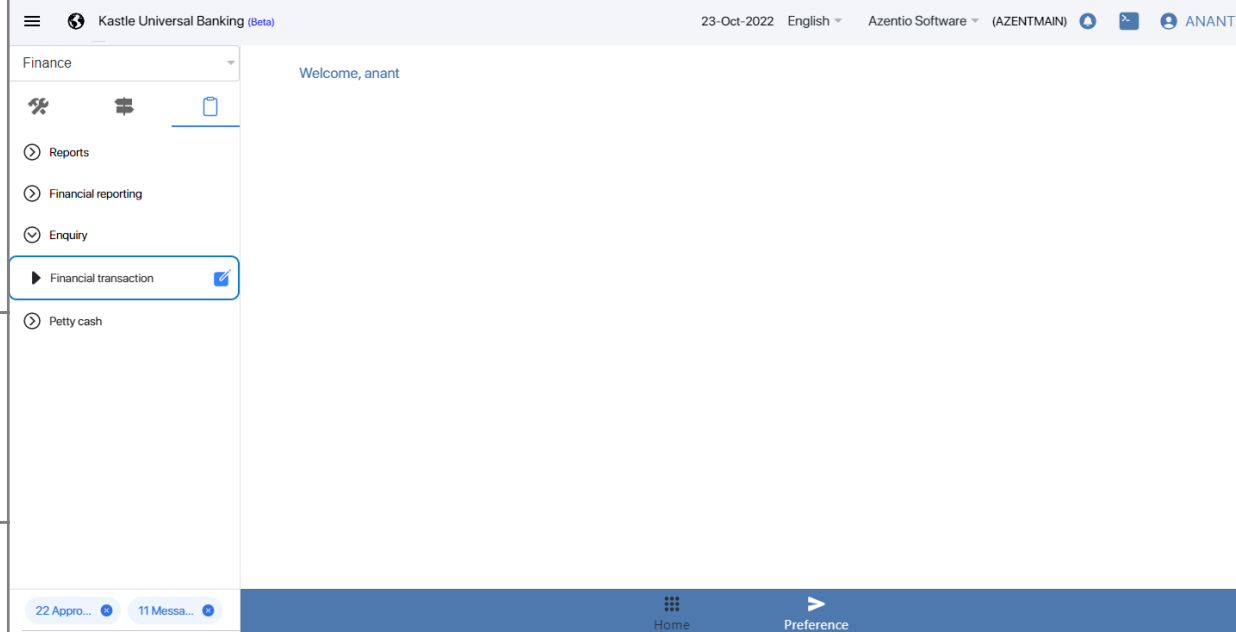 Kastle Universal Banking (Beta)
23-Oct-2022 English Azentio Software (AZENTMAIN) ANANT
Finance
Welcome, anant
Reports
Financial reporting
Enquiry
Financial transaction
Petty cash
22 Appro... 11 Messa...
Home Preference